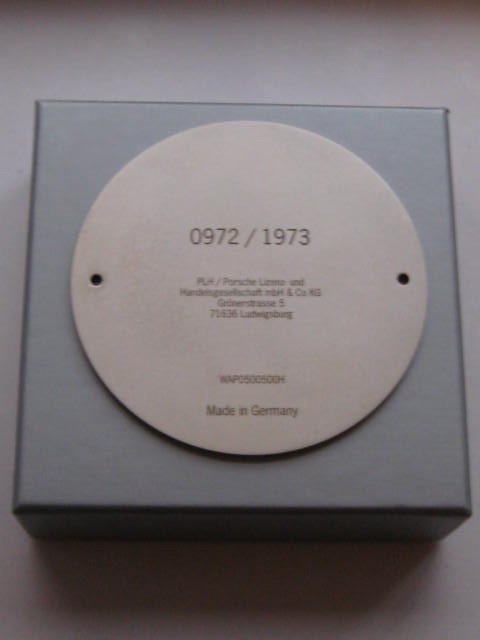 0972 / 1973
PLH / Porsche Lizenz- und
Handelsgesellschaft mbH & Co KG
Grönerstrasse 5
71636 Ludwigsburg
WAP0500500H
Made in Germany